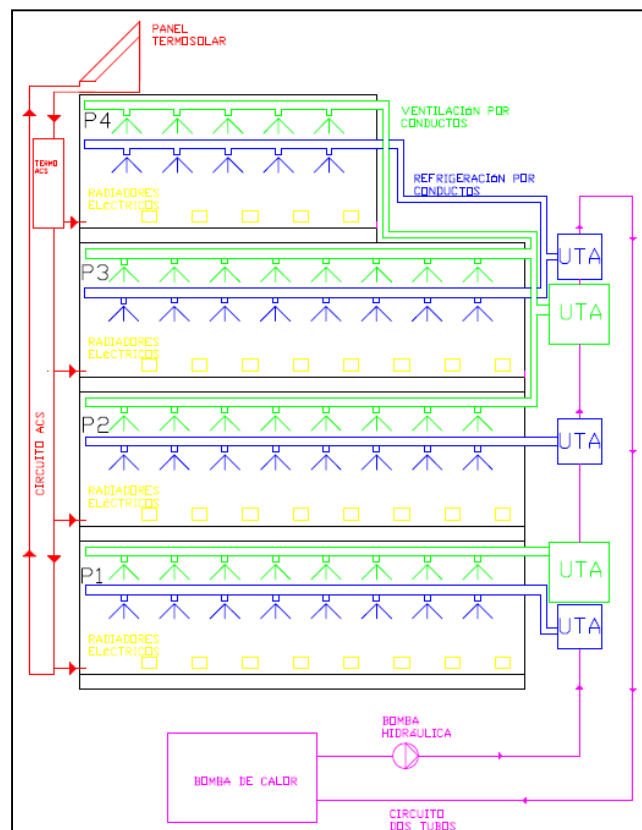 PANEL
TERMOSOLAR
VENTILACIÓN POR
CONDUCTOS
P4
REFRIGERACIÓN POR
CONDUCTOS
TERMO
ACS
RADIADORES
ELéCTRICOS
UTA
P3
UTA
RADIADORES
ELéCTRICOS
CIRCUITO ACS
P2
UTA
RADIADORES
ELéCTRICOS
P1
UTA
UTA
RADIADORES
ELéCTRICOS
BOMBA
HIDRáULICA
BOMBA DE CALOR
CIRCUITO
DOS TUBOS